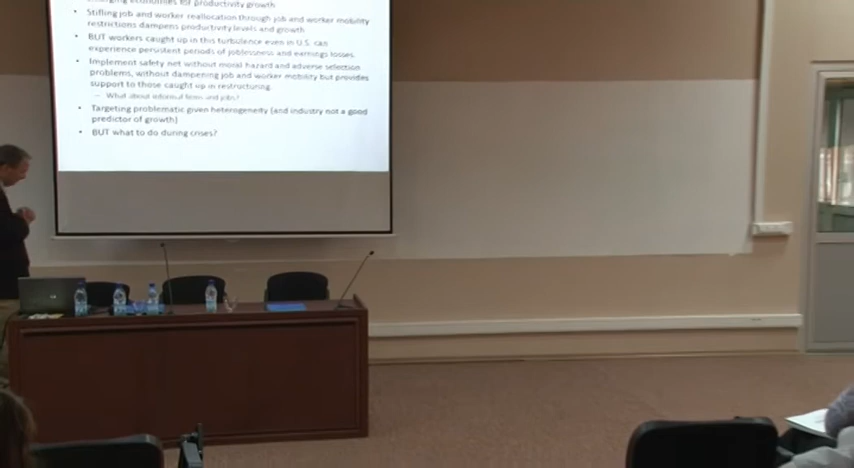 emerging economies for productivity growth
• Stifling job and worker reallocation through job and worker mobility
restrictions dampens productivity levels and growth
• BUT workers caught up in this turbulence even in U.S. can
experience persistent periods of joblessness and earnings losses.
• Implement safety net without moral hazard and adverse selection
problems, without dampening job and worker mobility but provides
support to those caught up in restructuring.
– What about informal firms and jobs?
• Targeting problematic given heterogeneity (and industry not a good
predictor of growth)
• BUT what to do during crises?